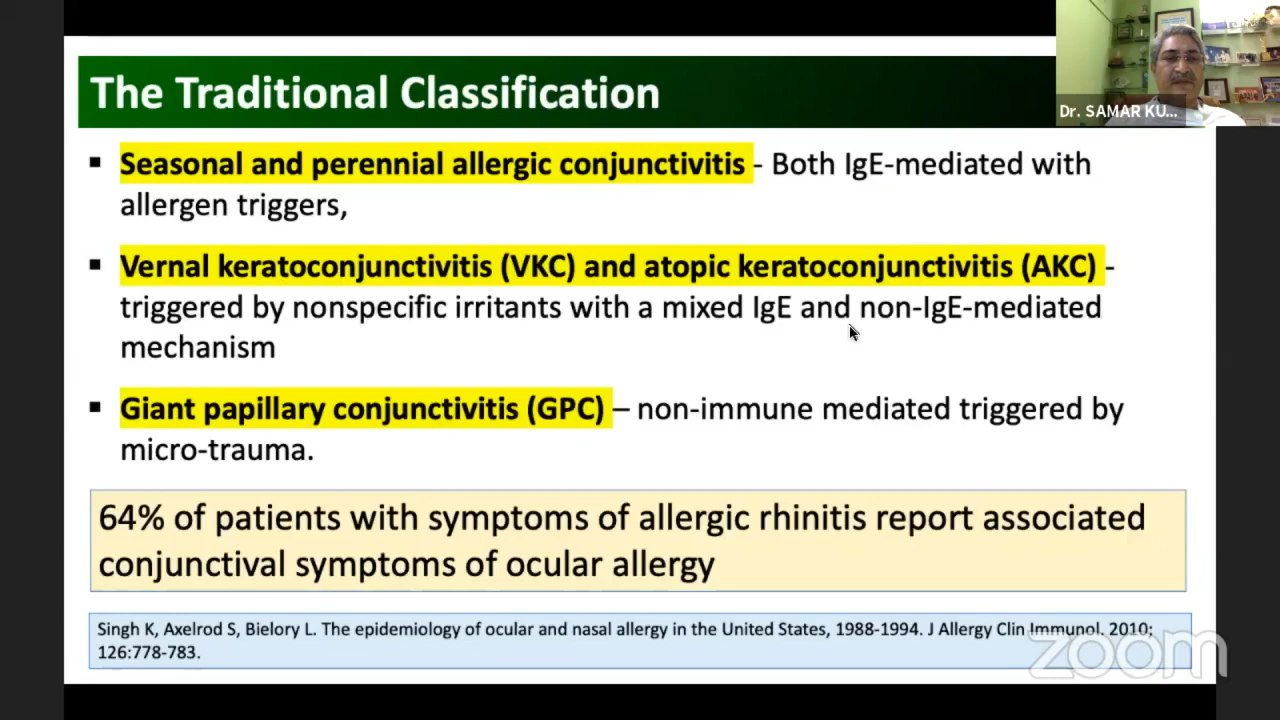 The Traditional Classification
Dr. SAMAR KU...
▪ Seasonal and perennial allergic conjunctivitis - Both IgE-mediated with
allergen triggers,
▪ Vernal keratoconjunctivitis (VKC) and atopic keratoconjunctivitis (AKC) -
triggered by nonspecific irritants with a mixed IgE and non-IgE-mediated
mechanism
▪ Giant papillary conjunctivitis (GPC) – non-immune mediated triggered by
micro-trauma.
64% of patients with symptoms of allergic rhinitis report associated
conjunctival symptoms of ocular allergy
Singh K, Axelrod S, Bielory L. The epidemiology of ocular and nasal allergy in the United States, 1988-1994. J Allergy Clin Immunol. 2010;
126:778-783.
zoom